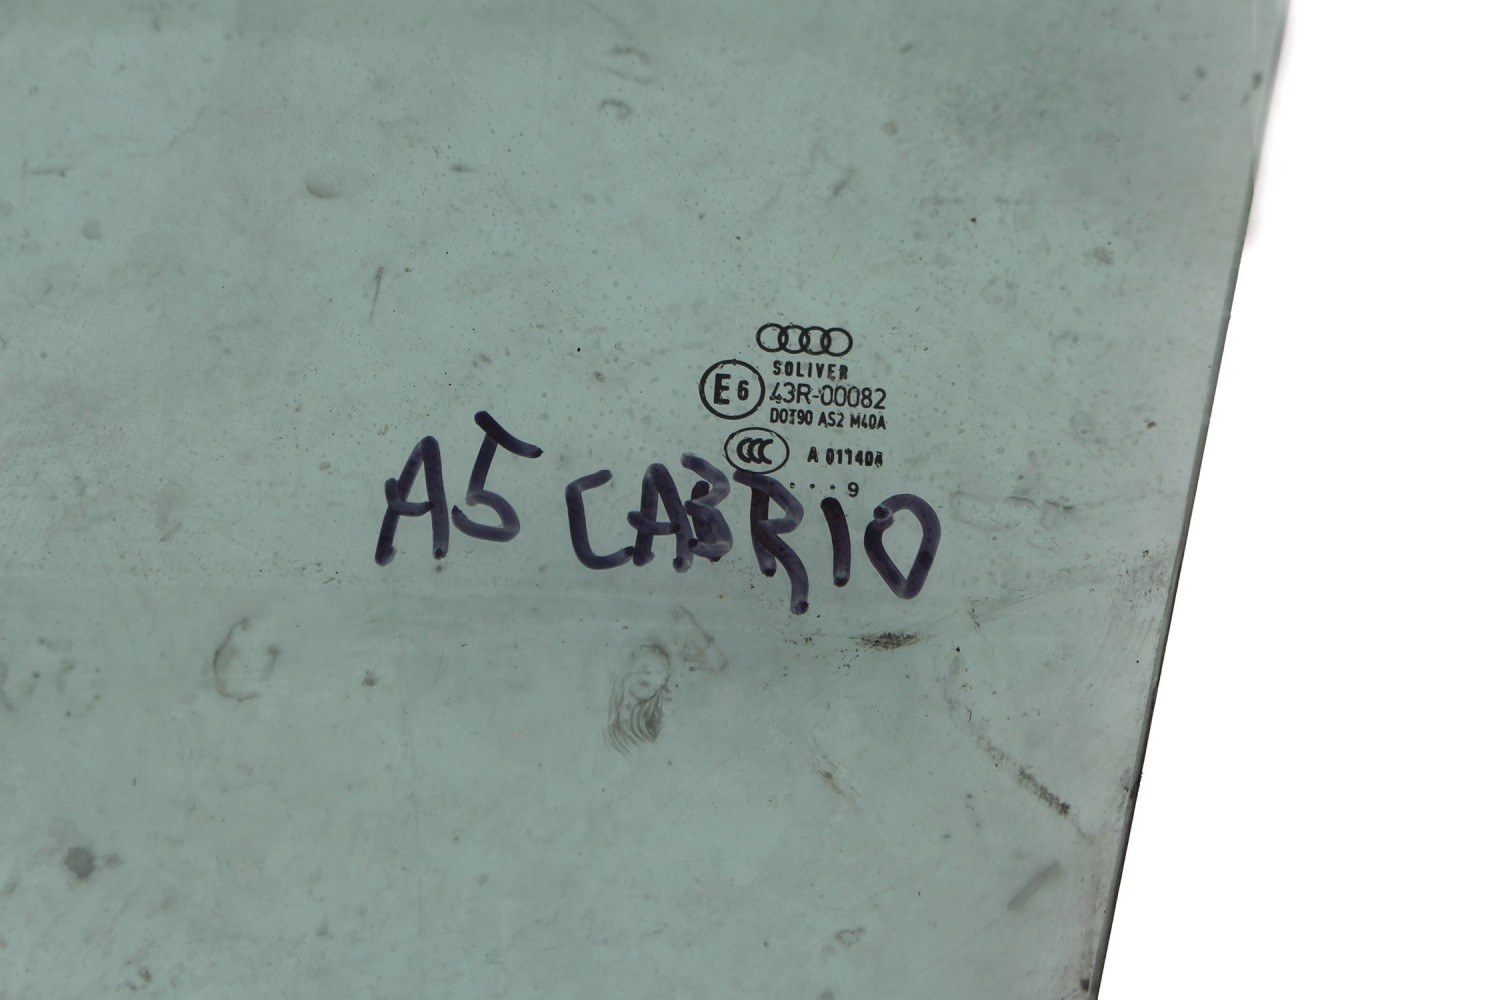 SOLIVER
E6 43R-00082
DOT90 AS2 M40A
CCC A 011404
. . . 9
A5 CABRIO